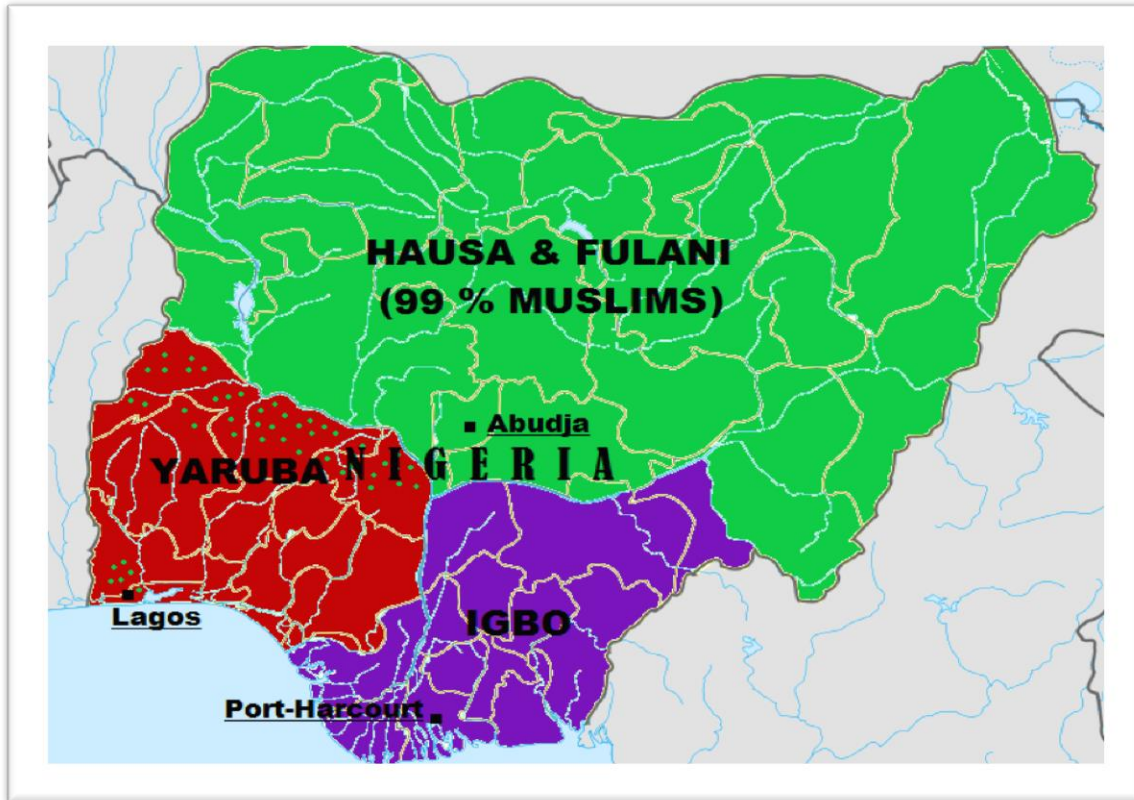 HAUSA & FULANI
(99 % MUSLIMS)
Abudja
YARUBA
NIGERIA
Lagos
IGBO
Port-Harcourt